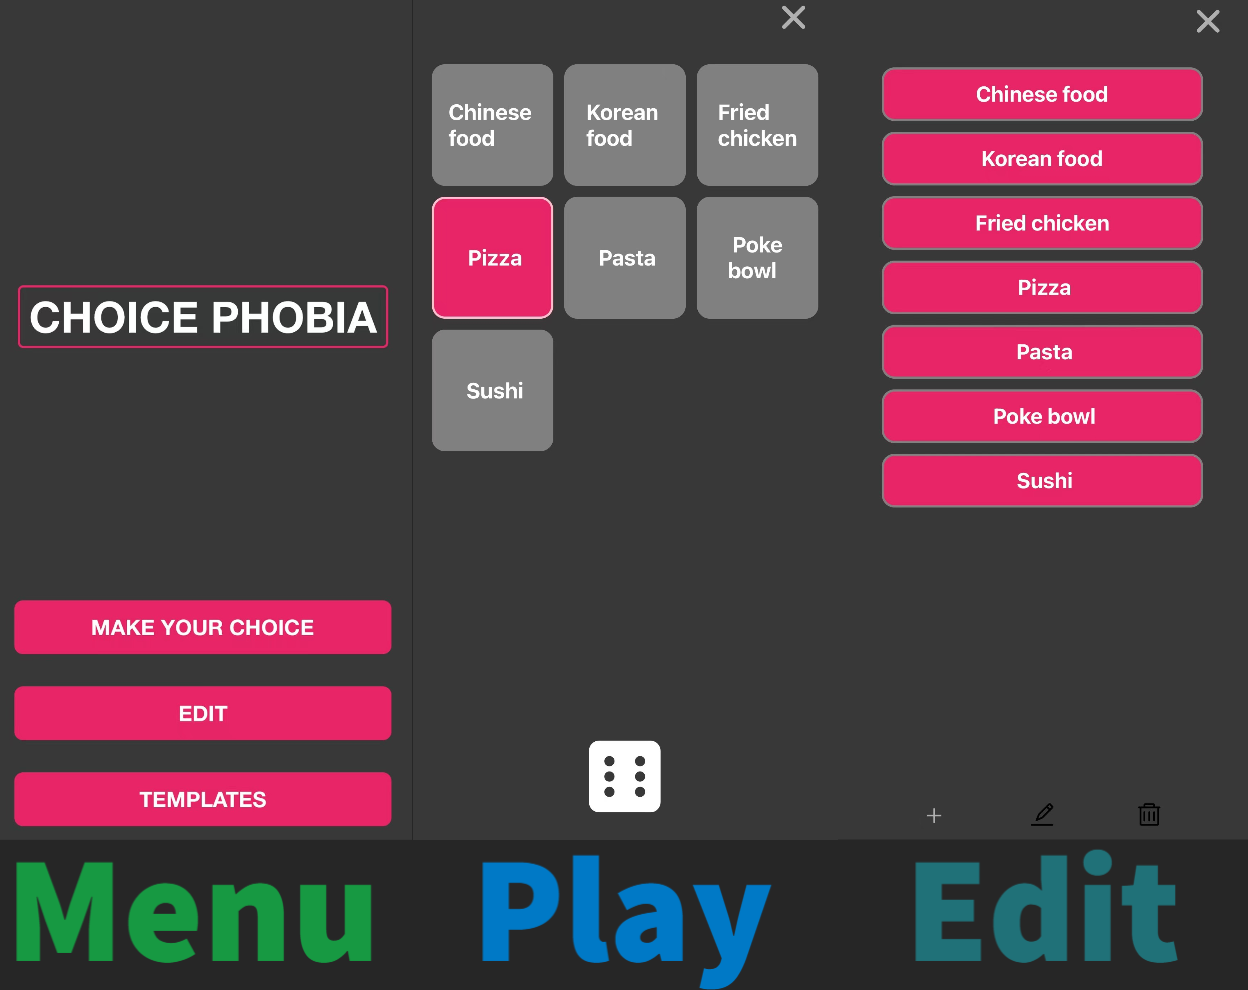 CHOICE PHOBIA
MAKE YOUR CHOICE
EDIT
TEMPLATES
Menu
Chinese
food
Korean
food
Fried
chicken
Pizza
Pasta
Poke
bowl
Sushi
Play
Chinese food
Korean food
Fried chicken
Pizza
Pasta
Poke bowl
Sushi
Edit